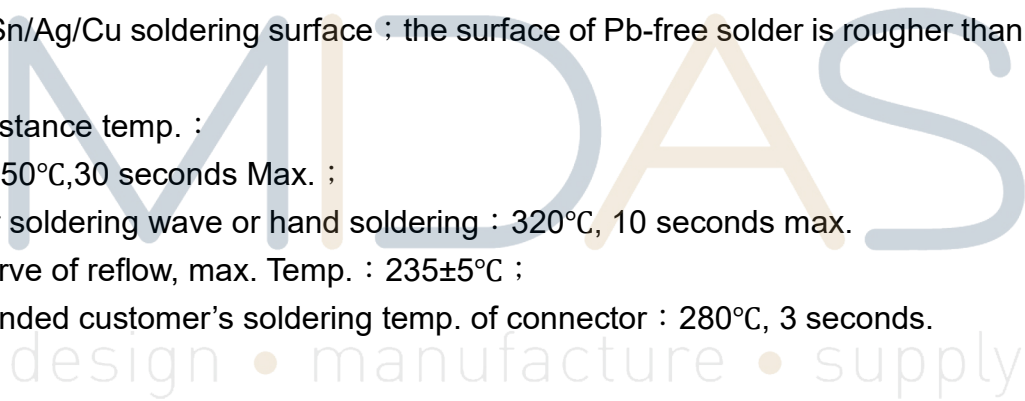 Sn/Ag/Cu soldering surface；the surface of Pb-free solder is rougher than
stance temp.：
50℃,30 seconds Max.；
soldering wave or hand soldering：320℃, 10 seconds max.
rve of reflow, max. Temp.：235±5℃；
nded customer’s soldering temp. of connector：280℃, 3 seconds.
MIDAS
design • manufacture • supply